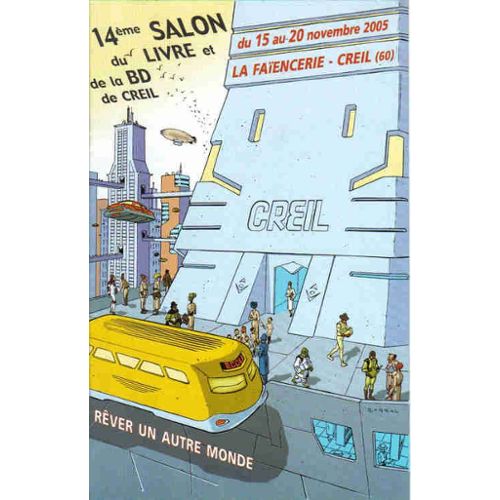 14ème SALON
du LIVRE et
de la BD
de CREIL
du 15 au 20 novembre 2005
LA FAÏENCERIE - CREIL (60)
CREIL
RÊVER UN AUTRE MONDE